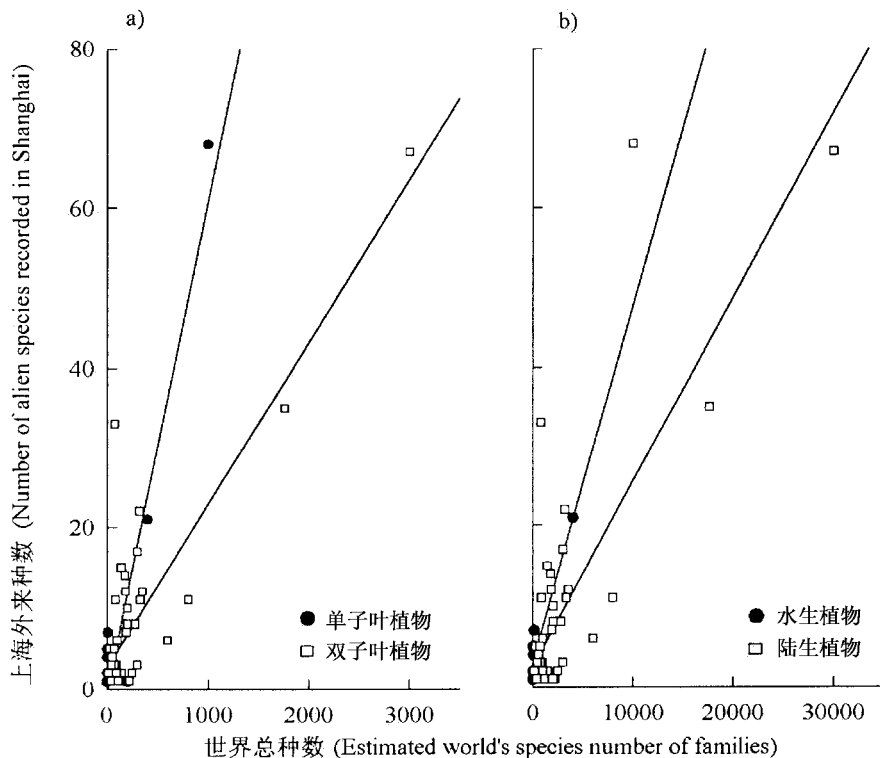 a)
b)
80
60
40
20
0
上海外来种数 (Number of alien species recorded in Shanghai)
单子叶植物
双子叶植物
水生植物
陆生植物
0 1000 2000 3000
0 10000 20000 30000
世界总种数 (Estimated world's species number of families)